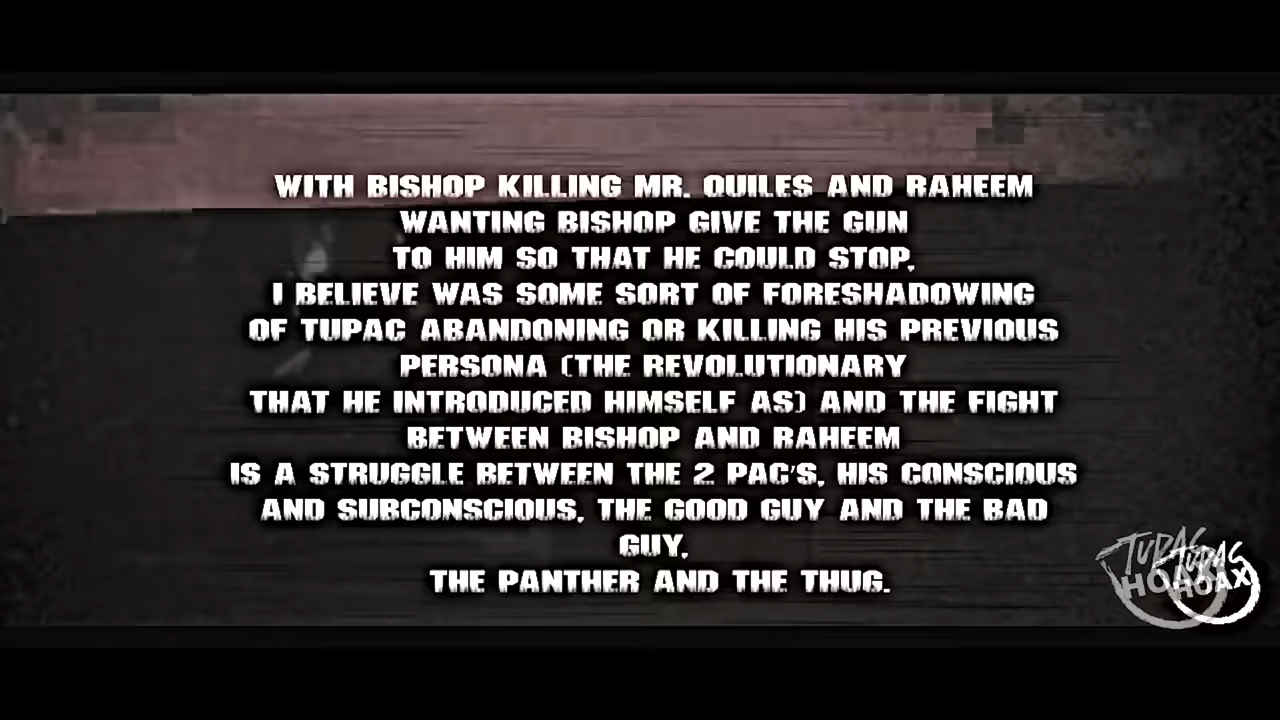 WITH BISHOP KILLING MR. QUILES AND RAHEEM
WANTING BISHOP GIVE THE GUN
TO HIM SO THAT HE COULD STOP,
I BELIEVE WAS SOME SORT OF FORESHADOWING
OF TUPAC ABANDONING OR KILLING HIS PREVIOUS
PERSONA (THE REVOLUTIONARY
THAT HE INTRODUCED HIMSELF AS) AND THE FIGHT
BETWEEN BISHOP AND RAHEEM
IS A STRUGGLE BETWEEN THE 2 PAC'S, HIS CONSCIOUS
AND SUBCONSCIOUS, THE GOOD GUY AND THE BAD
GUY,
THE PANTHER AND THE THUG.
TUPAC
HOAX
TUPAC
HOAX